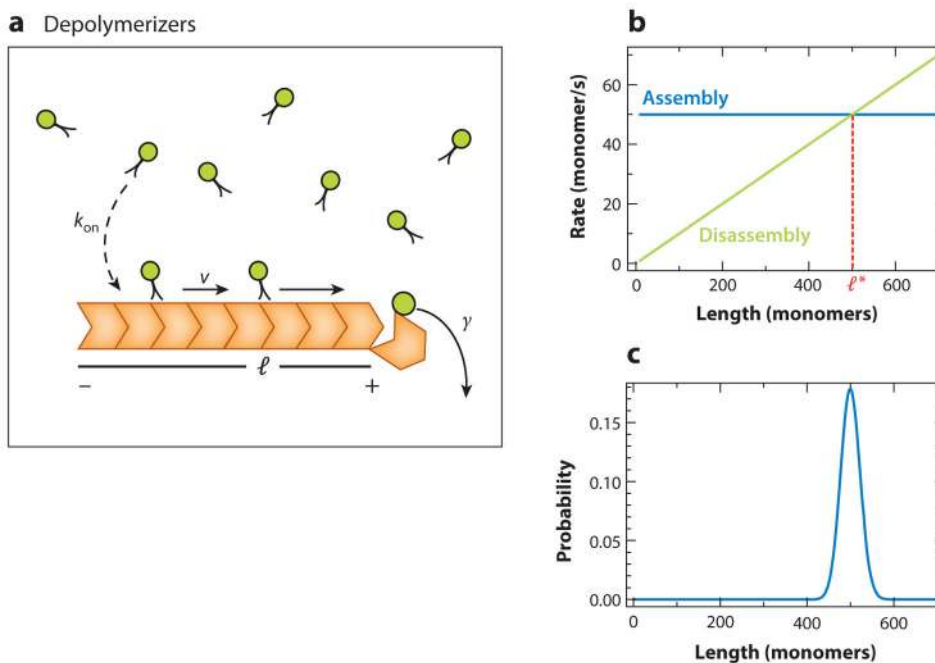 a Depolymerizers
k_on
v
γ
ℓ
− +
b
Rate (monomer/s)
60
40
20
0
Assembly
Disassembly
0 200 400 ℓ* 600
Length (monomers)
c
Probability
0.15
0.10
0.05
0.00
0 200 400 600
Length (monomers)